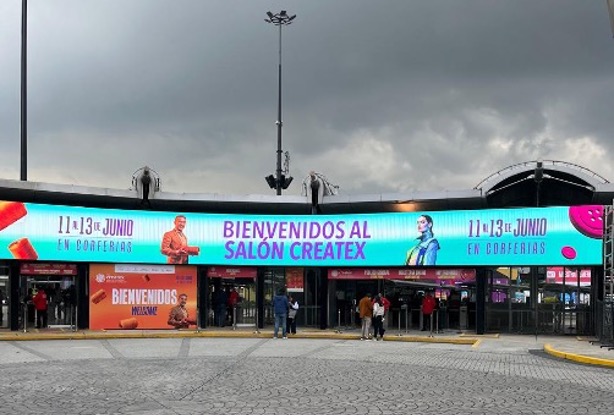 11 AL 13 DE JUNIO
EN CORFERIAS
BIENVENIDOS AL
SALÓN CREATEX
11 AL 13 DE JUNIO
EN CORFERIAS
BIENVENIDOS
WELCOME